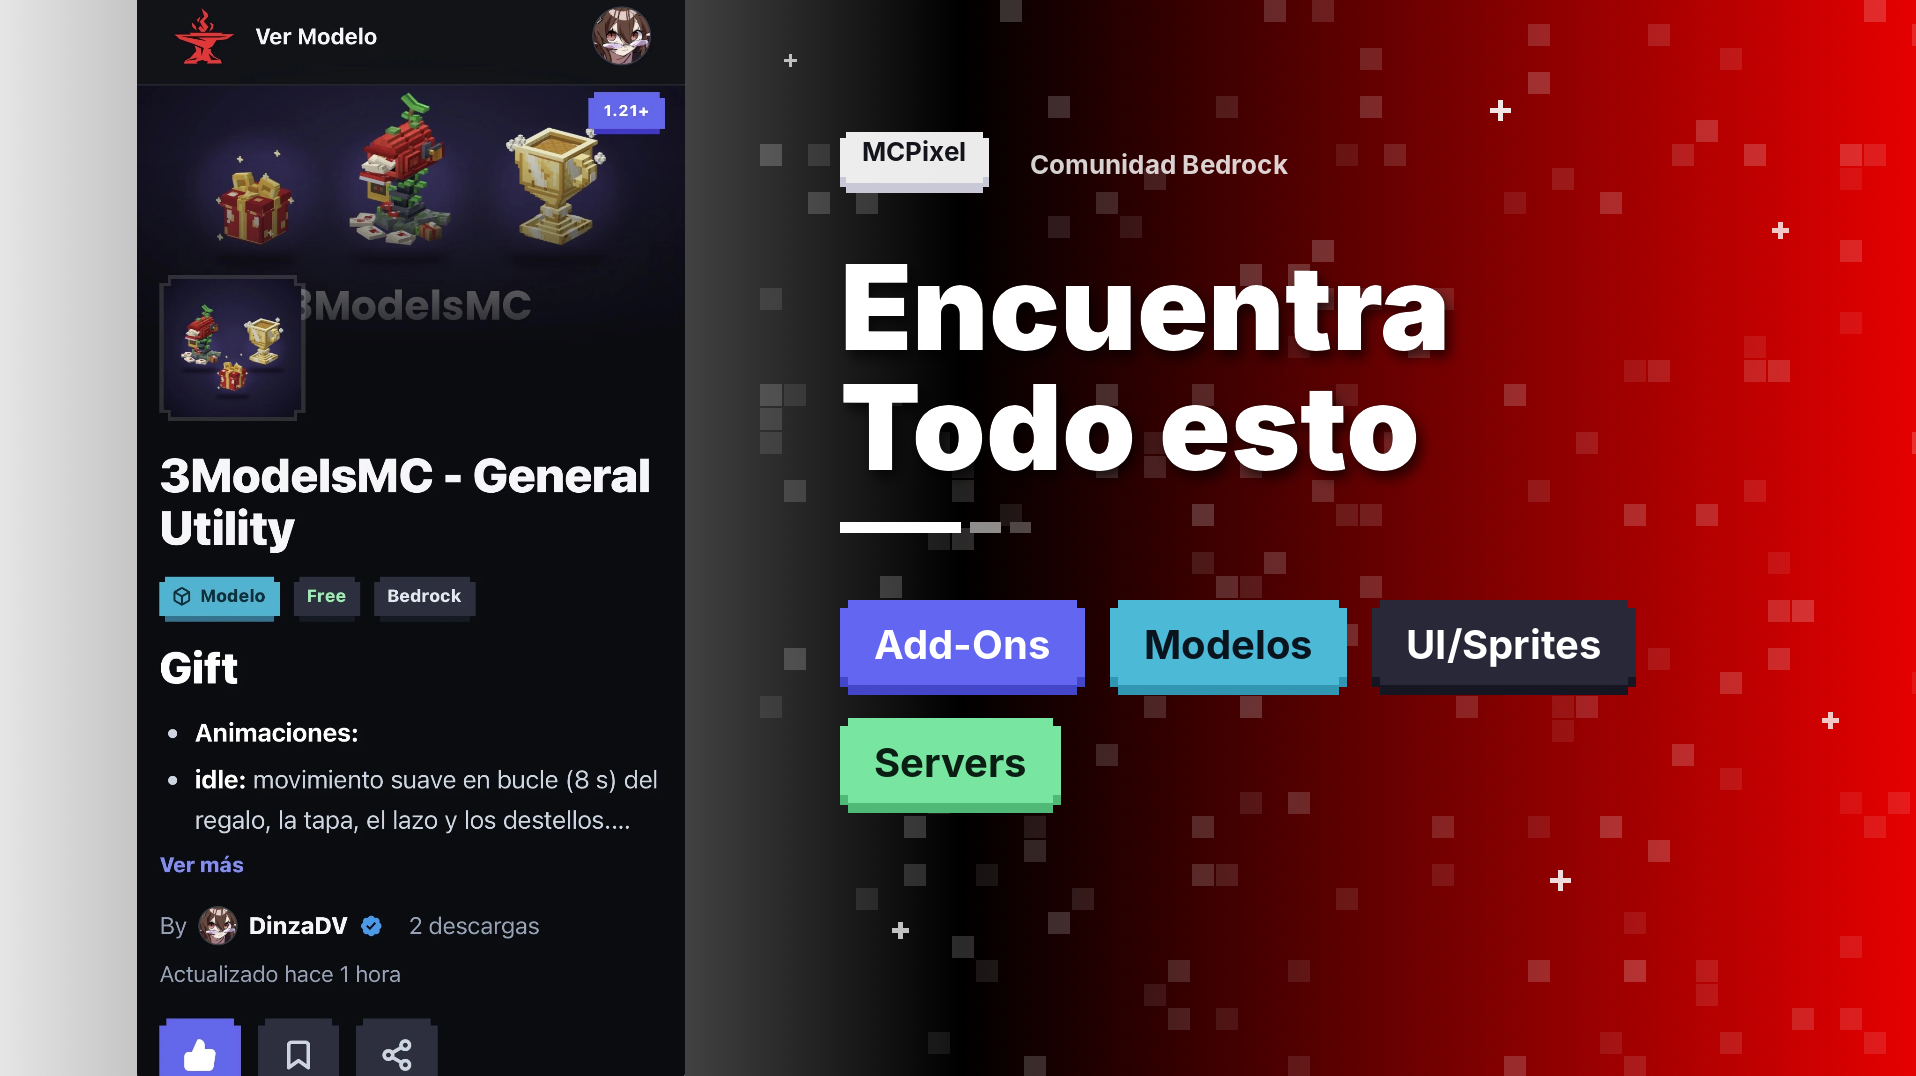 Ver Modelo
1.21+
3ModelsMC
3ModelsMC - General
Utility
Modelo
Free
Bedrock
Gift
• Animaciones:
• idle: movimiento suave en bucle (8 s) del
regalo, la tapa, el lazo y los destellos....
Ver más
By DinzaDV 2 descargas
Actualizado hace 1 hora
MCPixel
Comunidad Bedrock
Encuentra
Todo esto
Add-Ons
Modelos
UI/Sprites
Servers